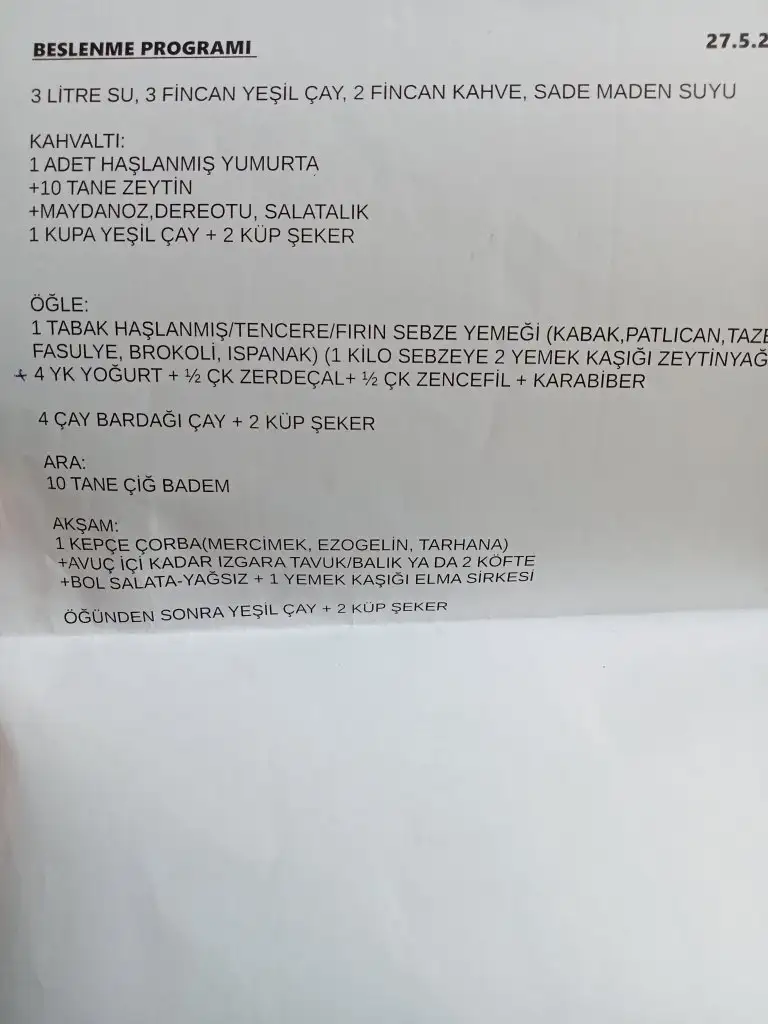 BESLENME PROGRAMI 27.5.2
3 LİTRE SU, 3 FİNCAN YEŞİL ÇAY, 2 FİNCAN KAHVE, SADE MADEN SUYU
KAHVALTI:
1 ADET HAŞLANMIŞ YUMURTA
+10 TANE ZEYTİN
+MAYDANOZ,DEREOTU, SALATALIK
1 KUPA YEŞİL ÇAY + 2 KÜP ŞEKER
ÖĞLE:
1 TABAK HAŞLANMIŞ/TENCERE/FIRIN SEBZE YEMEĞİ (KABAK,PATLICAN,TAZE
FASULYE, BROKOLİ, ISPANAK) (1 KİLO SEBZEYE 2 YEMEK KAŞIĞI ZEYTİNYAĞ
+ 4 YK YOĞURT + ½ ÇK ZERDEÇAL+ ½ ÇK ZENCEFİL + KARABİBER
4 ÇAY BARDAĞI ÇAY + 2 KÜP ŞEKER
ARA:
10 TANE ÇİĞ BADEM
AKŞAM:
1 KEPÇE ÇORBA(MERCİMEK, EZOGELİN, TARHANA)
+AVUÇ İÇİ KADAR IZGARA TAVUK/BALIK YA DA 2 KÖFTE
+BOL SALATA-YAĞSIZ + 1 YEMEK KAŞIĞI ELMA SİRKESİ
ÖĞÜNDEN SONRA YEŞİL ÇAY + 2 KÜP ŞEKER